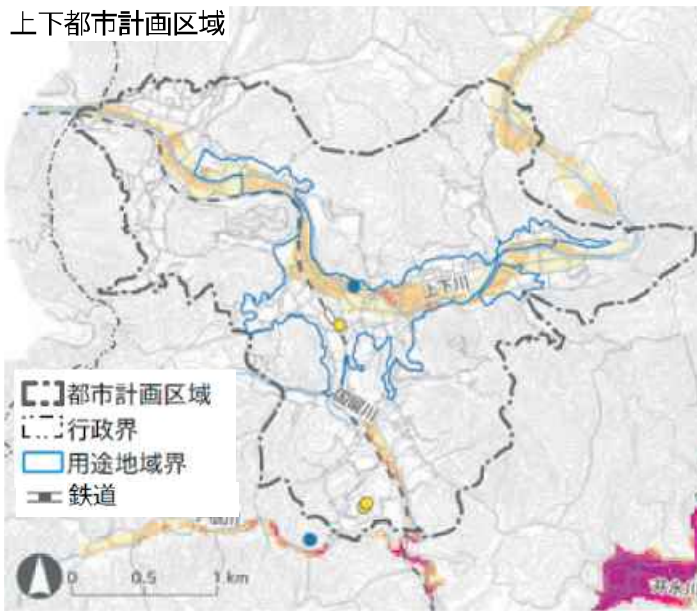 上下都市計画区域
上下川
国留川
都市計画区域
行政界
用途地域界
鉄道
0 0.5 1 km